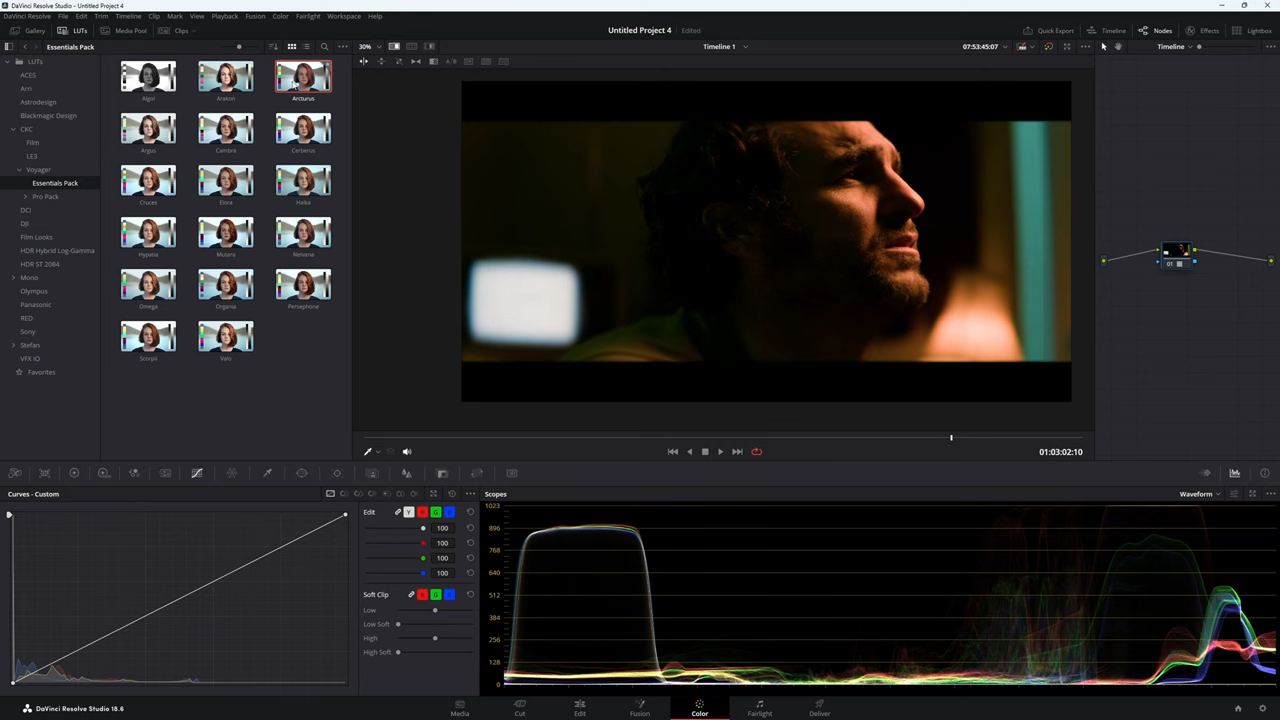 DaVinci Resolve Studio - Untitled Project 4
DaVinci Resolve File Edit Trim Timeline Clip Mark View Playback Fusion Color Fairlight Workspace Help
Gallery LUTs Media Pool Clips Untitled Project 4 Edited Quick Export Timeline Nodes Effects Lightbox
Essentials Pack 30% Timeline 1 07:53:45:07 Timeline
LUTs
ACES
Arri
Astrodesign
Blackmagic Design
CKC
Film
LE3
Voyager
Essentials Pack
Pro Pack
DCI
DJI
Film Looks
HDR Hybrid Log-Gamma
HDR ST 2084
Mono
Olympus
Panasonic
RED
Sony
Stefan
VFX IO
Favorites
Algol Arakon Arcturus
Argus Cambra Cerberus
Cruces Elora Haika
Hypatia Mutara Neivana
Omega Organia Persephone
Scorpii Valo
A/B
01
01:03:02:10
Curves - Custom
Edit Y R G B
100
100
100
100
Soft Clip R G B
Low
Low Soft
High
High Soft
Scopes Waveform
1023
896
768
640
512
384
256
128
0
DaVinci Resolve Studio 18.6
Media Cut Edit Fusion Color Fairlight Deliver